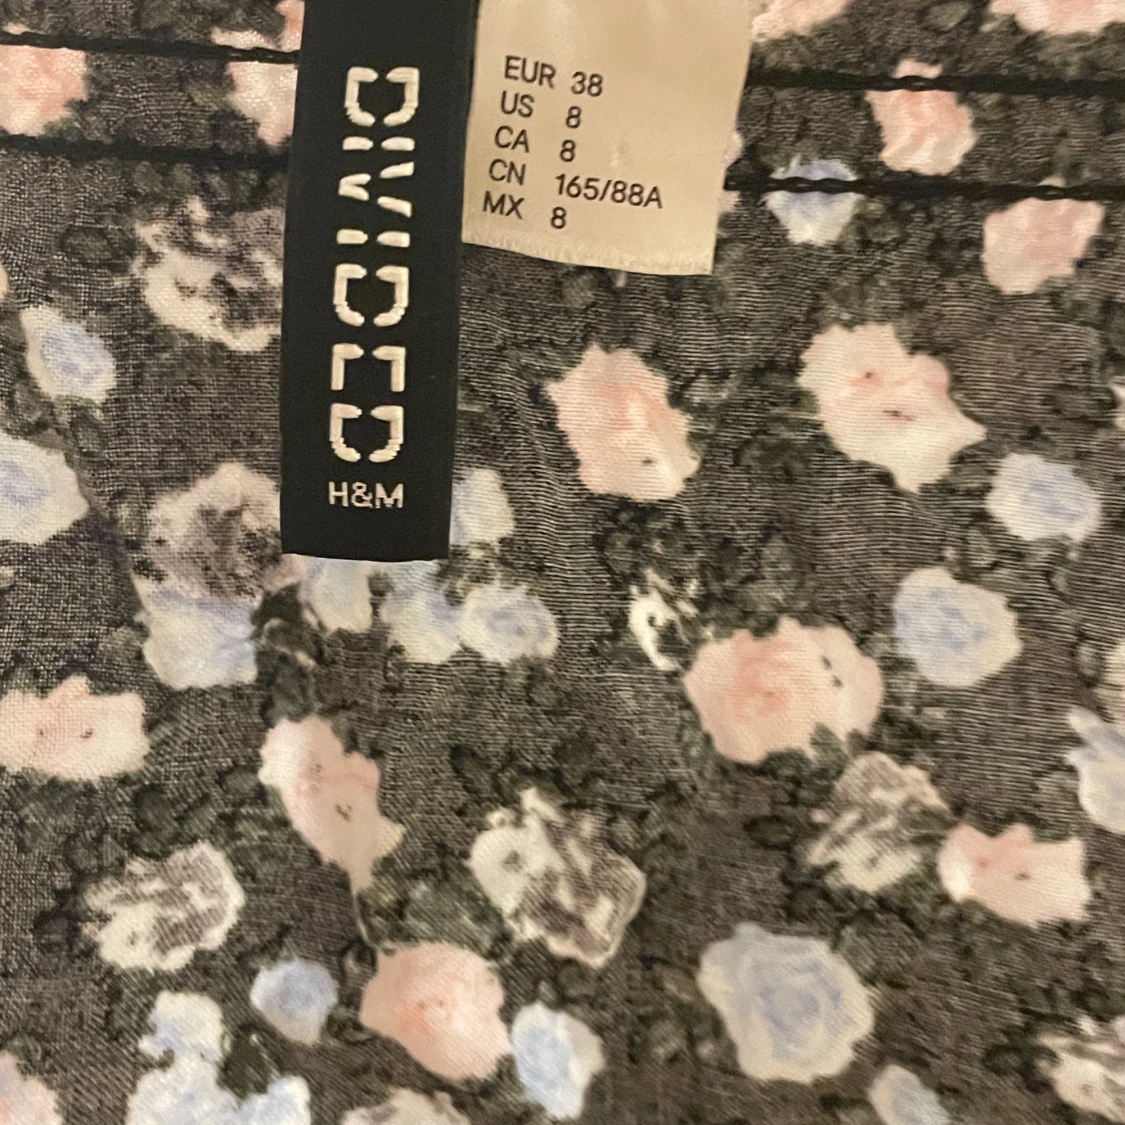 DIVIDED
H&M
EUR 38
US 8
CA 8
CN 165/88A
MX 8